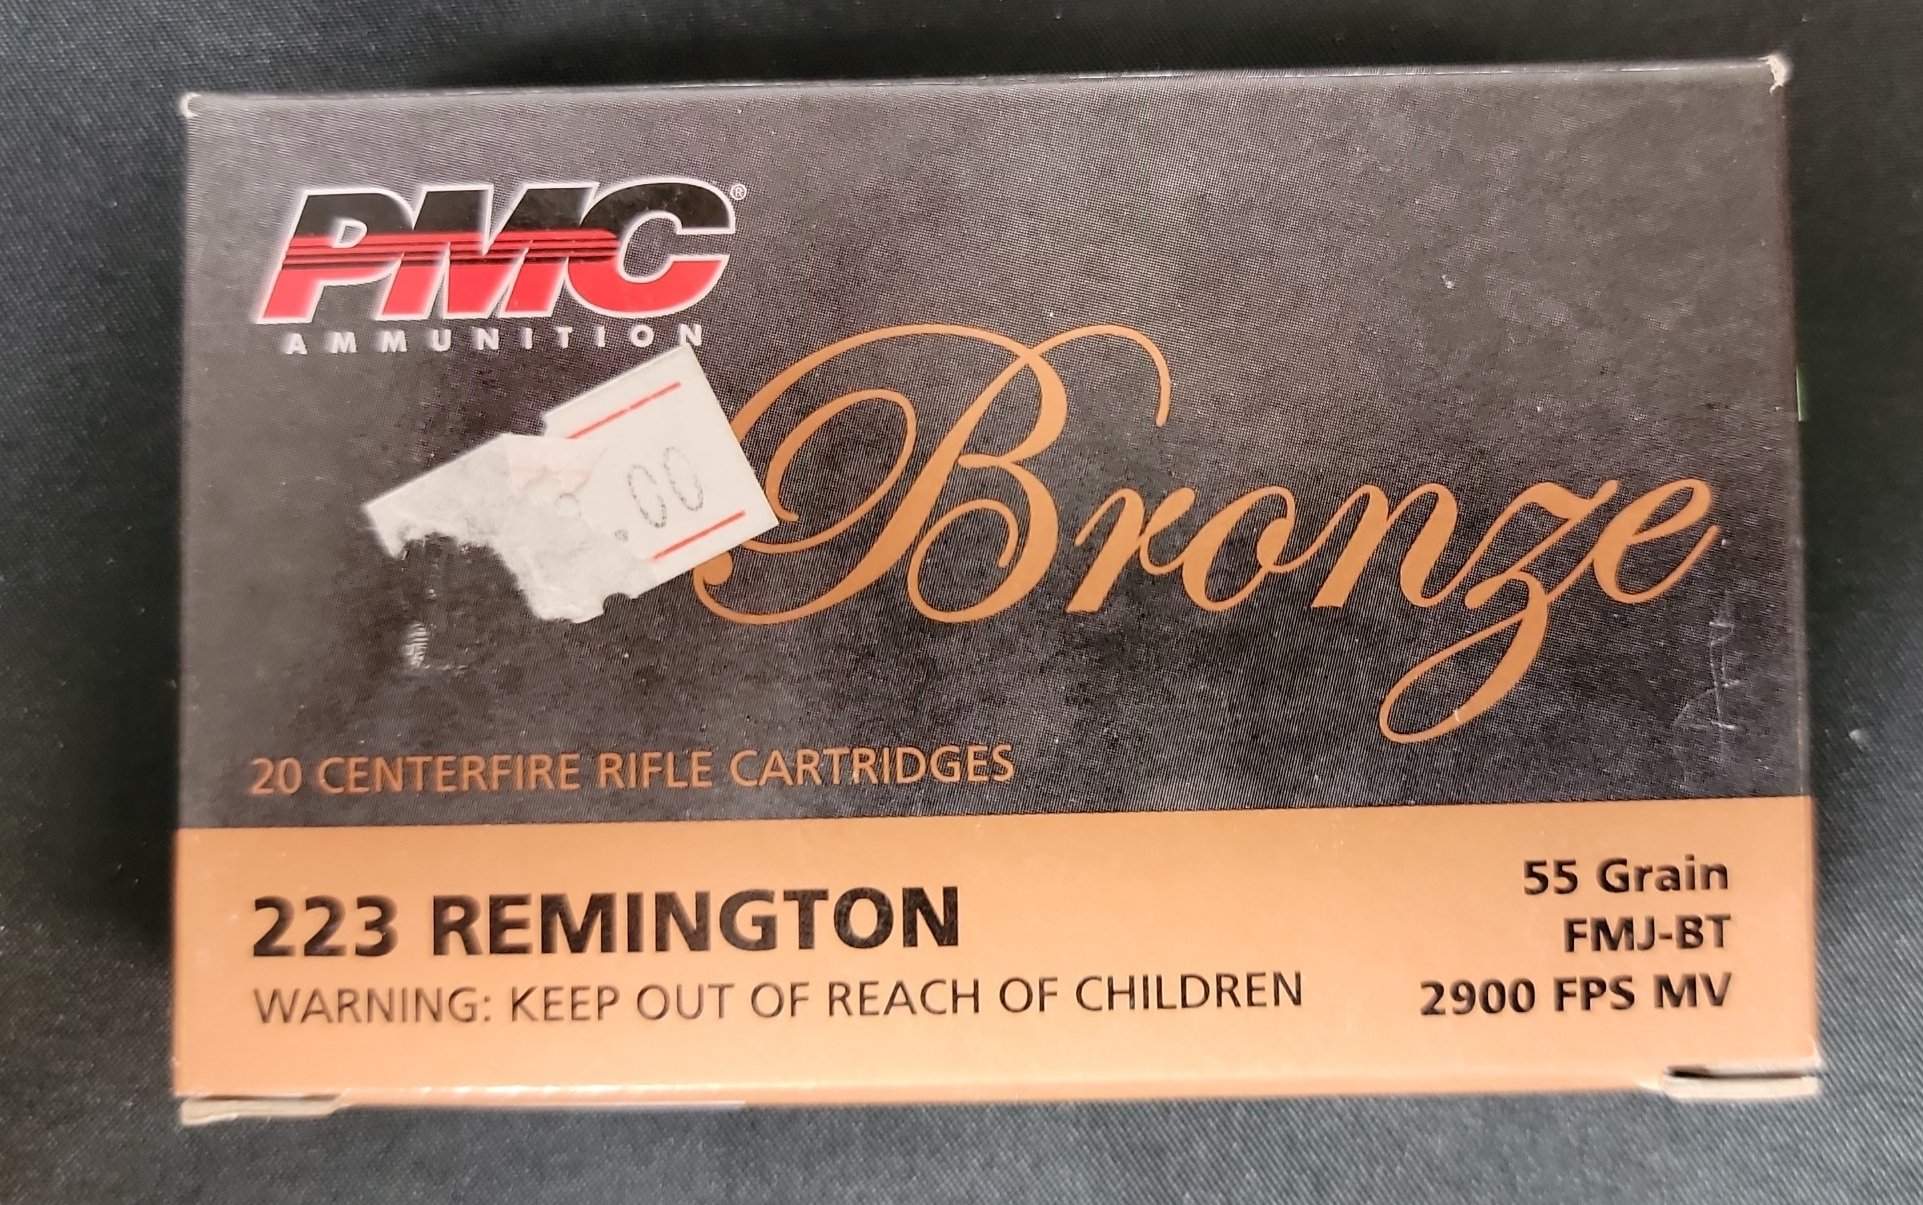 PMC®
AMMUNITION
.00
Bronze
20 CENTERFIRE RIFLE CARTRIDGES
223 REMINGTON
WARNING: KEEP OUT OF REACH OF CHILDREN
55 Grain
FMJ-BT
2900 FPS MV